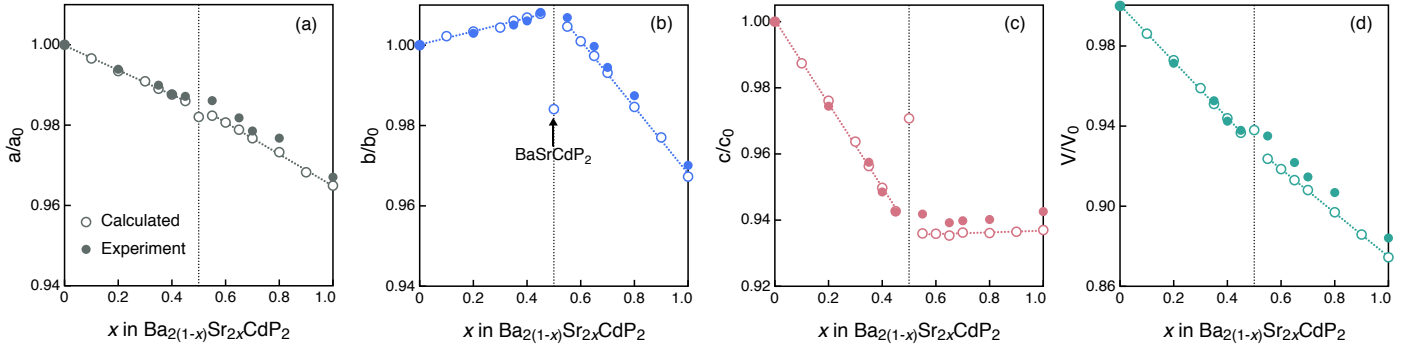 (a)
1.00
0.98
0.96
0.94
a/a0
Calculated
Experiment
0 0.2 0.4 0.6 0.8 1.0
x in Ba2(1-x)Sr2xCdP2
(b)
1.00
0.98
0.96
0.94
b/b0
BaSrCdP2
0 0.2 0.4 0.6 0.8 1.0
x in Ba2(1-x)Sr2xCdP2
(c)
1.00
0.98
0.96
0.94
0.92
c/c0
0 0.2 0.4 0.6 0.8 1.0
x in Ba2(1-x)Sr2xCdP2
(d)
0.98
0.94
0.90
0.86
V/V0
0 0.2 0.4 0.6 0.8 1.0
x in Ba2(1-x)Sr2xCdP2